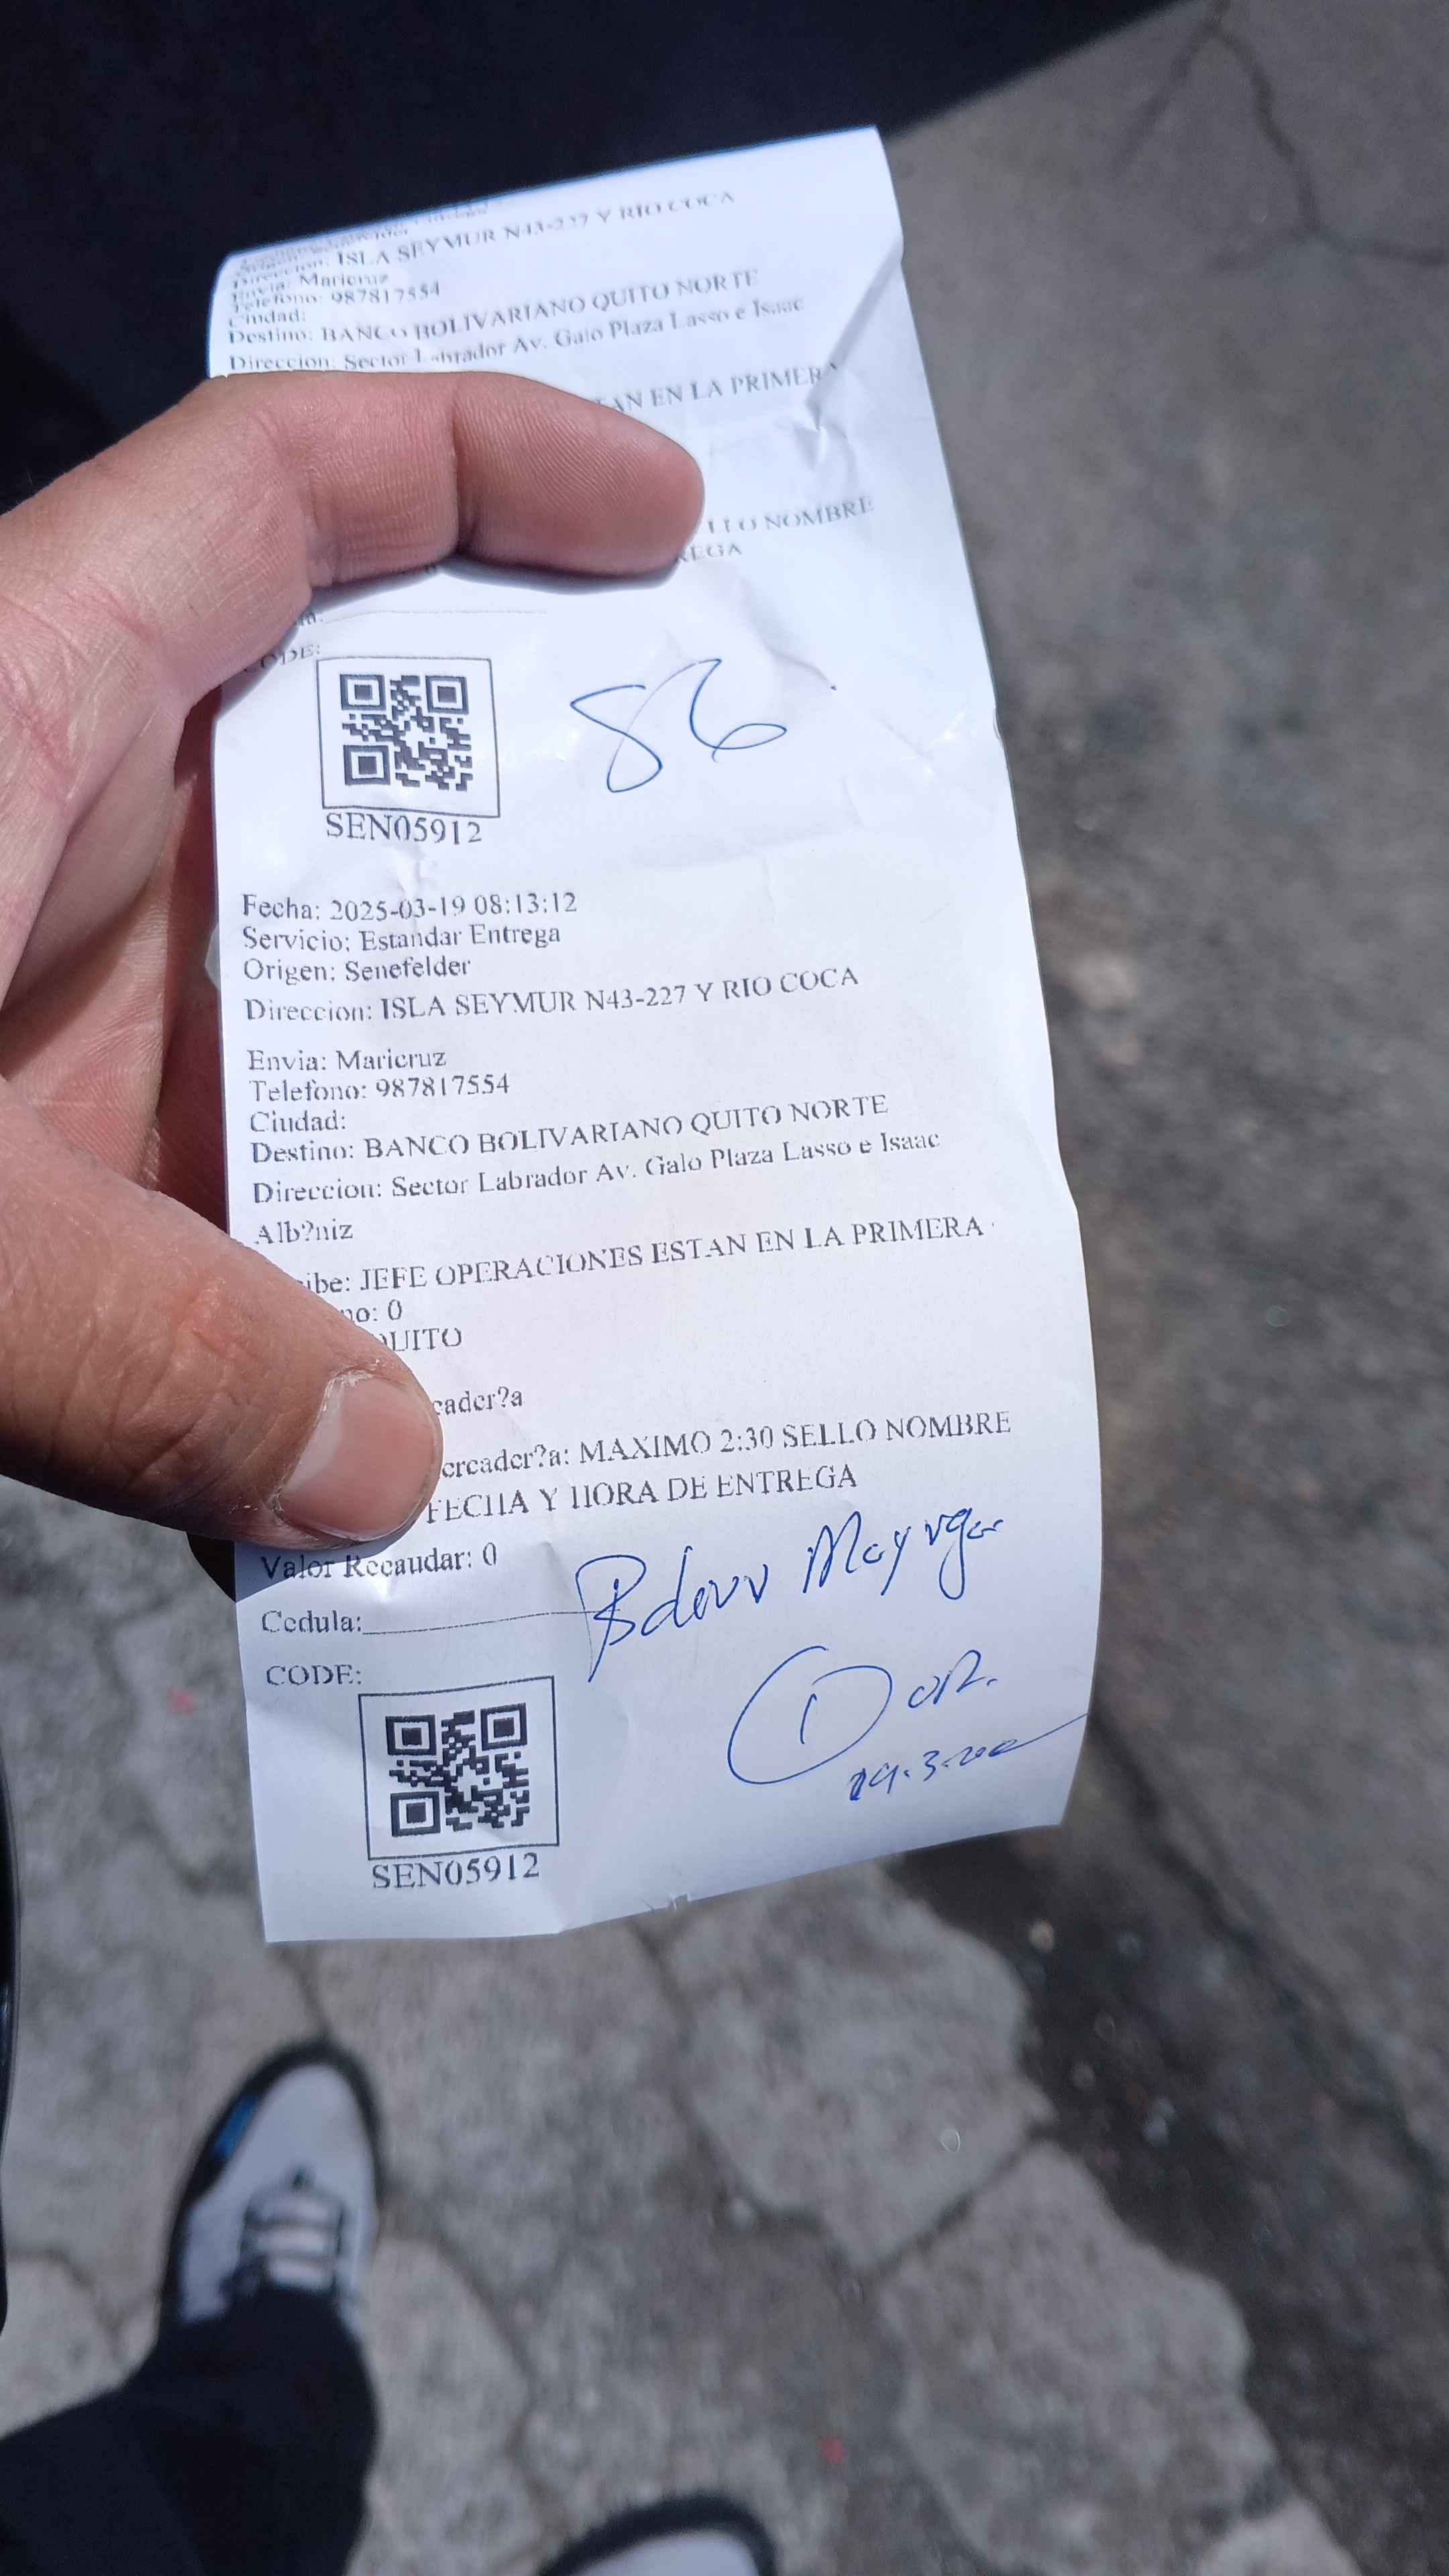 Direccion: ISLA SEYMUR N43-227 Y RIO COCA
Envia: Maricruz
Telefono: 987817554
Ciudad:
Destino: BANCO BOLIVARIANO QUITO NORTE
Direccion: Sector Labrador Av. Galo Plaza Lasso e Isaac
EN LA PRIMERA
NOMBRE
CODE:
86
SEN05912
Fecha: 2025-03-19 08:13:12
Servicio: Estandar Entrega
Origen: Senefelder
Direccion: ISLA SEYMUR N43-227 Y RIO COCA
Envia: Maricruz
Telefono: 987817554
Ciudad:
Destino: BANCO BOLIVARIANO QUITO NORTE
Direccion: Sector Labrador Av. Galo Plaza Lasso e Isaac
Alb?niz
ibe: JEFE OPERACIONES ESTAN EN LA PRIMERA
no: 0
QUITO
cader?a
ercader?a: MAXIMO 2:30 SELLO NOMBRE
FECHA Y HORA DE ENTREGA
Valor Recaudar: 0
Cedula:
CODE:
1
SEN05912